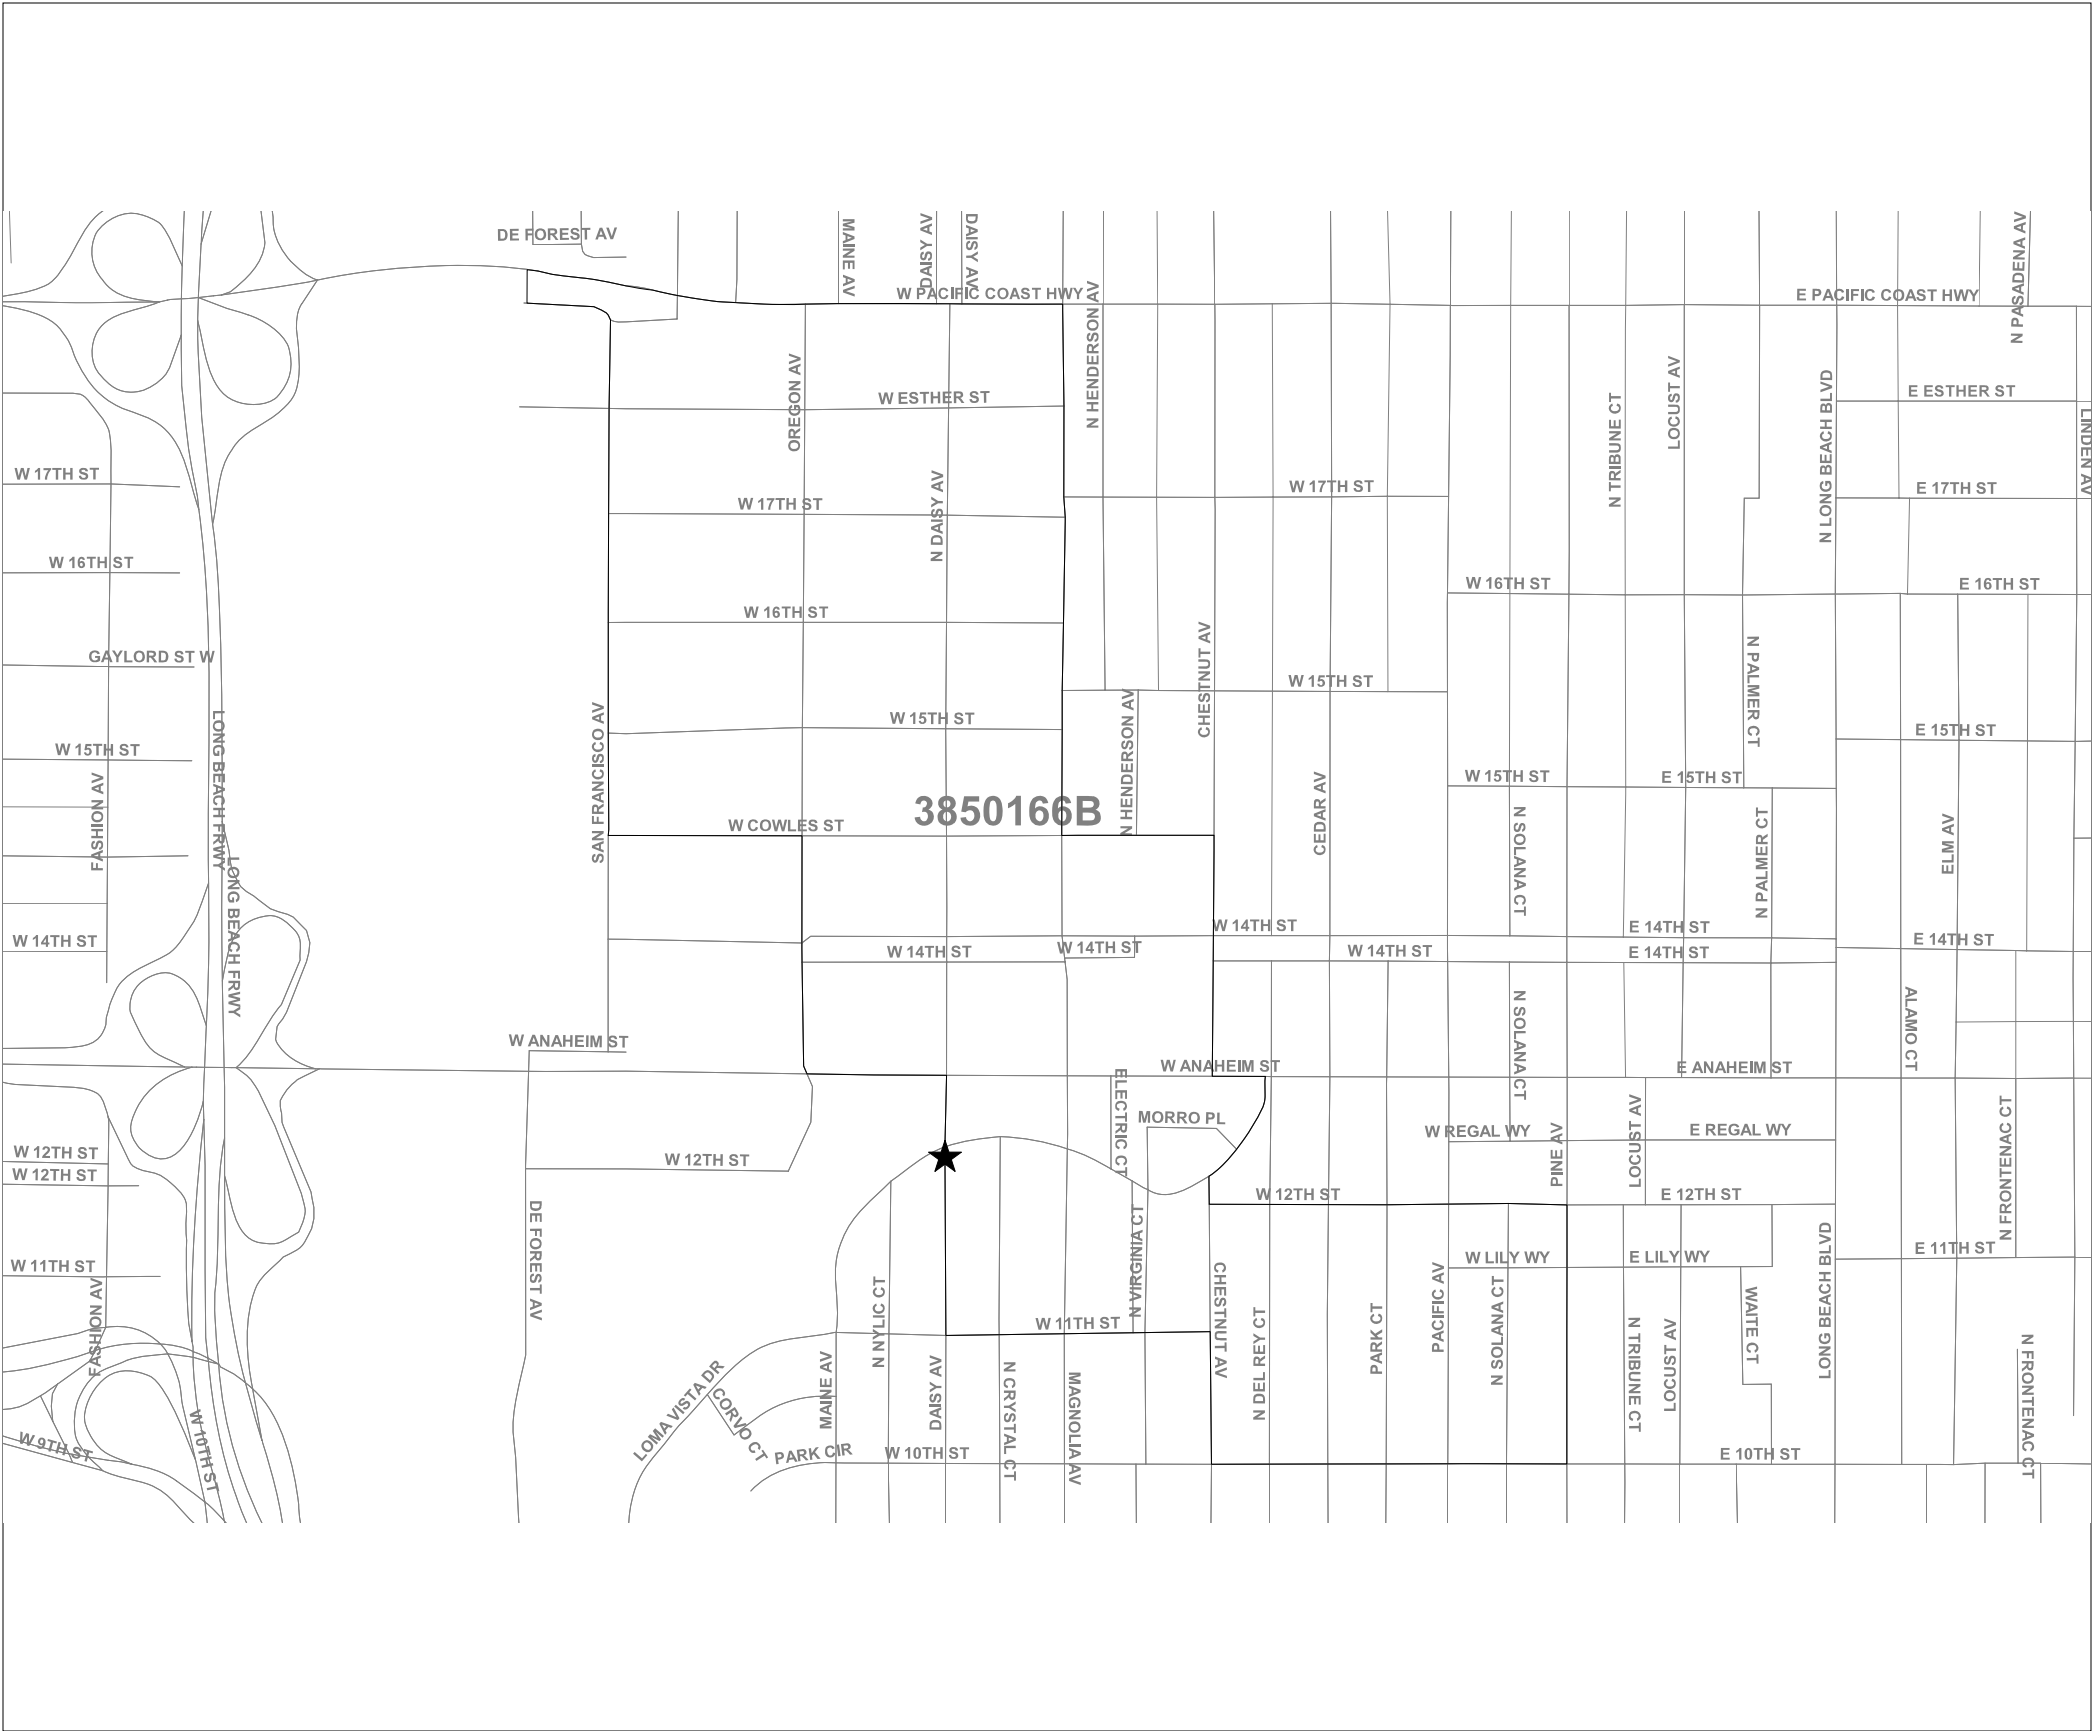 DE FOREST AV
MAINE AV
DAISY AV
DAISY AV
W PACIFIC COAST HWY
N HENDERSON AV
E PACIFIC COAST HWY
N PASADENA AV
OREGON AV
W ESTHER ST
E ESTHER ST
N TRIBUNE CT
LOCUST AV
N LONG BEACH BLVD
LINDEN AV
W 17TH ST
W 17TH ST
N DAISY AV
W 17TH ST
E 17TH ST
W 16TH ST
W 16TH ST
W 16TH ST
E 16TH ST
GAYLORD ST W
CHESTNUT AV
N PALMER CT
W 15TH ST
LONG BEACH FRWY
SAN FRANCISCO AV
W 15TH ST
N HENDERSON AV
E 15TH ST
W 15TH ST
FASHION AV
CEDAR AV
W 15TH ST
E 15TH ST
3850166B
W COWLES ST
N SOLANA CT
N PALMER CT
ELM AV
LONG BEACH FRWY
W 14TH ST
W 14TH ST
E 14TH ST
W 14TH ST
W 14TH ST
W 14TH ST
E 14TH ST
E 14TH ST
N SOLANA CT
ALAMO CT
W ANAHEIM ST
W ANAHEIM ST
E ANAHEIM ST
ELECTRIC CT
MORRO PL
W REGAL WY
PINE AV
LOCUST AV
E REGAL WY
N FRONTENAC CT
W 12TH ST
W 12TH ST
W 12TH ST
W 12TH ST
E 12TH ST
DE FOREST AV
N VIRGINIA CT
W 11TH ST
W LILY WY
E LILY WY
LONG BEACH BLVD
E 11TH ST
FASHION AV
N NYLIC CT
CHESTNUT AV
N DEL REY CT
PARK CT
PACIFIC AV
N SOLANA CT
W 11TH ST
N TRIBUNE CT
LOCUST AV
WAITE CT
N FRONTENAC CT
LOMA VISTA DR
CORVO CT
MAINE AV
DAISY AV
N CRYSTAL CT
MAGNOLIA AV
W 9TH ST
W 10TH ST
PARK CIR
W 10TH ST
E 10TH ST